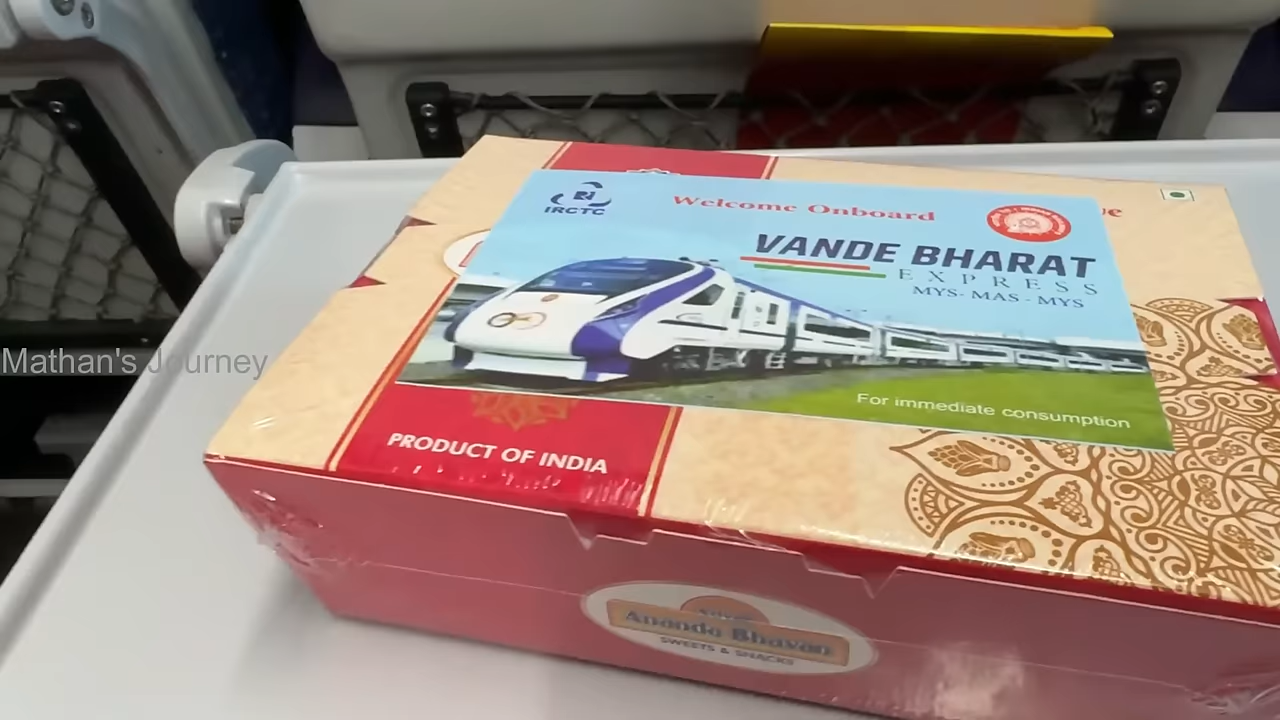 IRCTC
Welcome Onboard
VANDE BHARAT
EXPRESS
MYS- MAS - MYS
Mathan's Journey
For immediate consumption
PRODUCT OF INDIA
Ananda Bhavan
SWEETS & SNACKS